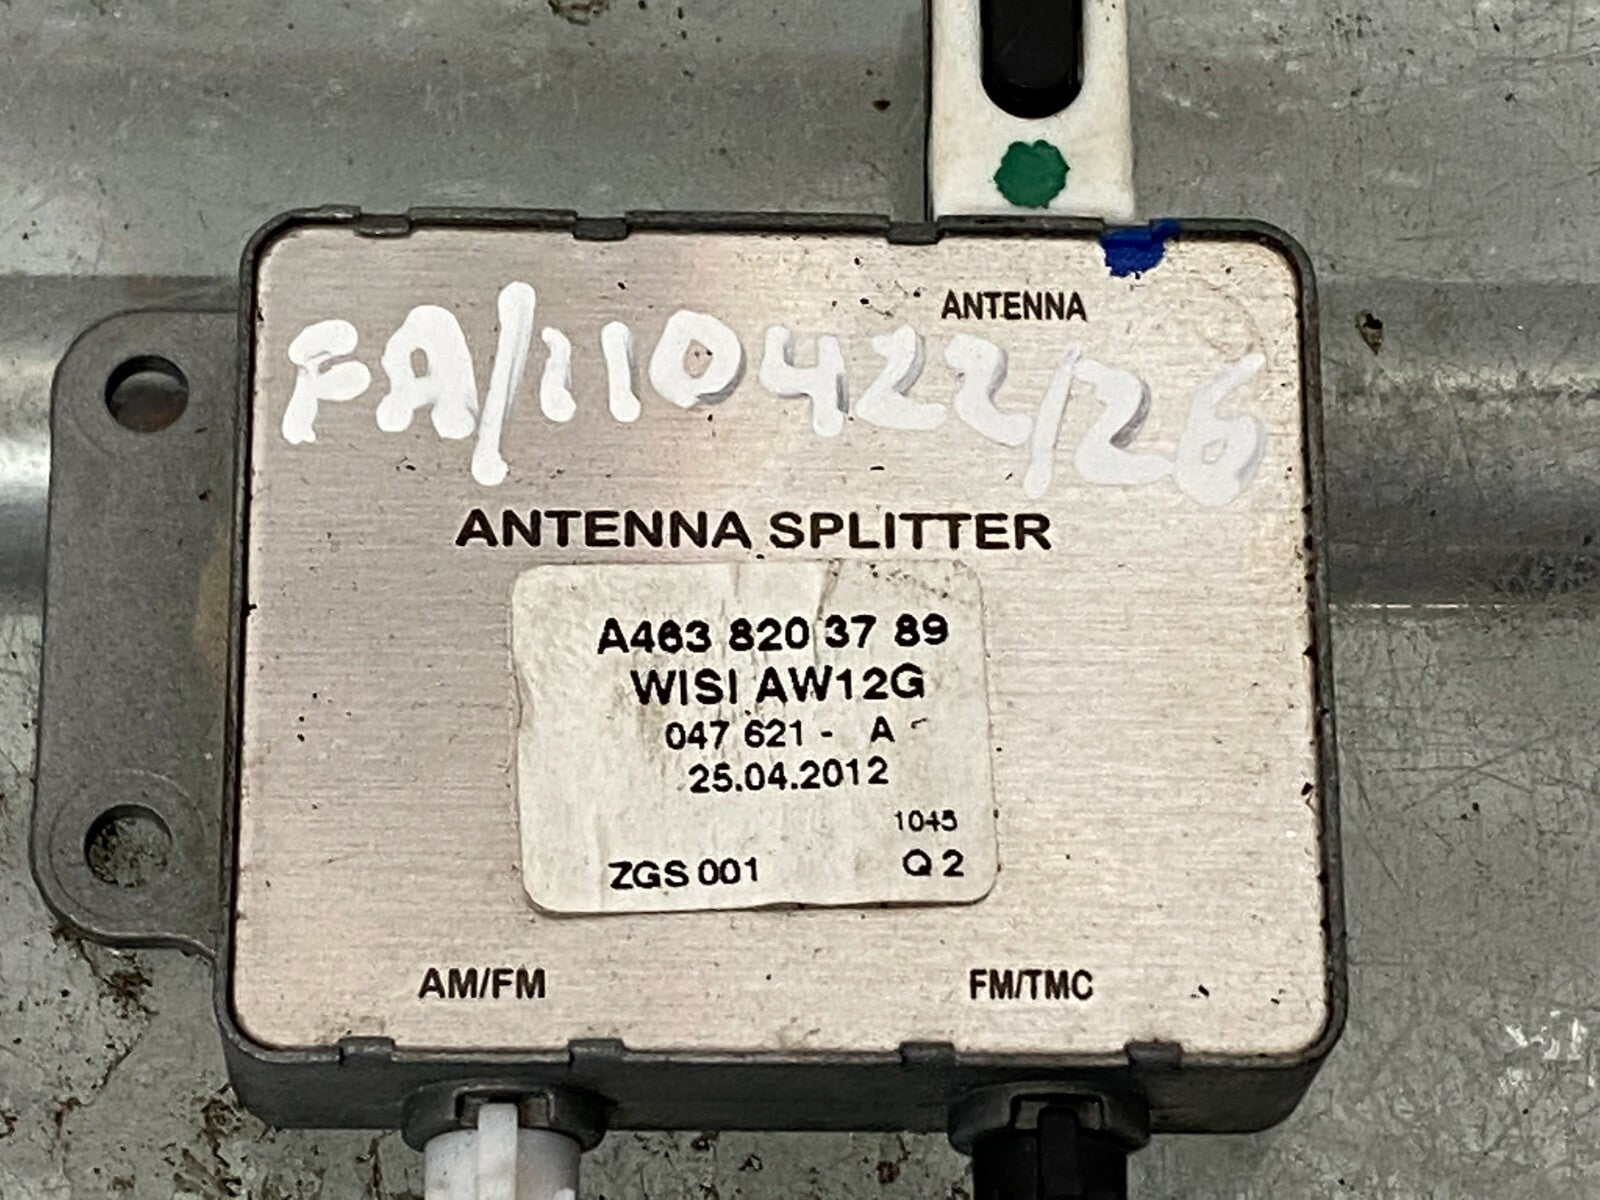 ANTENNA
FA/110422/26
ANTENNA SPLITTER
A463 820 37 89
WISI AW12G
047 621 - A
25.04.2012
1045
ZGS 001 Q 2
AM/FM FM/TMC